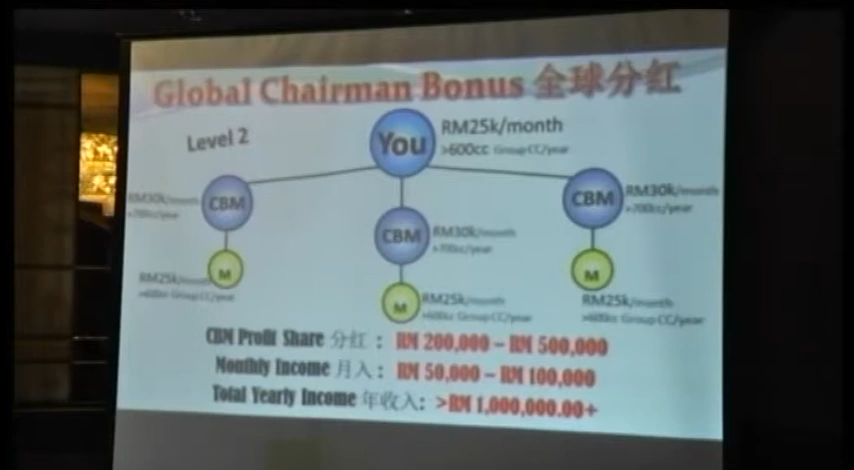 Global Chairman Bonus 全球分红
Level 2
You
RM25k/month
>600cc Group CC/year
RM30k/month
>700cc/year
CBM
CBM
RM30k/month
>700cc/year
CBM
RM30k/month
>700cc/year
RM25k/month
>600cc Group CC/year
M
M
RM25k/month
>600cc Group CC/year
M
RM25k/month
>600cc Group CC/year
CBM Profit Share 分红 : RM 200,000 – RM 500,000
Monthly Income 月入: RM 50,000 – RM 100,000
Total Yearly Income 年收入: >RM 1,000,000.00+